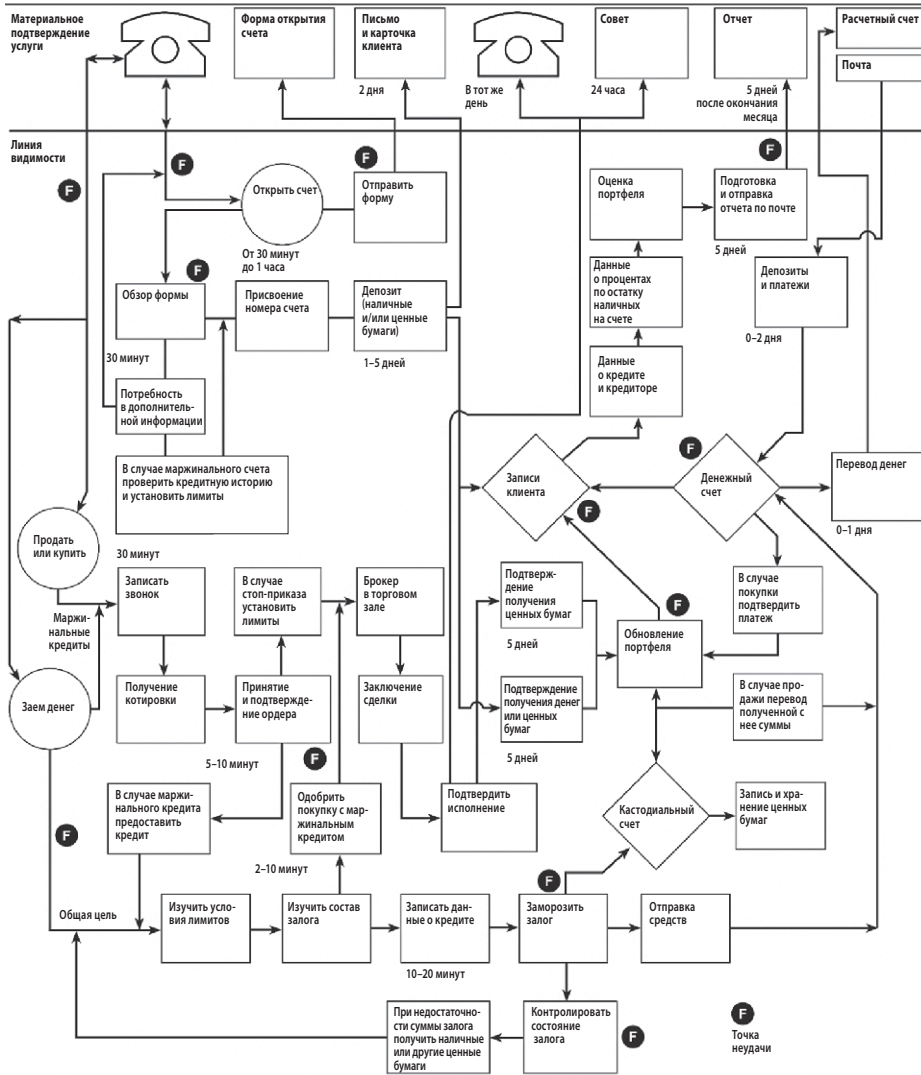 Материальное
подтверждение
услуги
Форма открытия
счета
Письмо
и карточка
клиента
2 дня
В тот же
день
Совет
24 часа
Отчет
5 дней
после окончания
месяца
Расчетный счет
Почта
Линия
видимости
F
F
Открыть счет
От 30 минут
до 1 часа
F
Отправить
форму
Оценка
портфеля
F
Подготовка
и отправка
отчета по почте
5 дней
F
Обзор формы
30 минут
Присвоение
номера счета
Депозит
(наличные
и/или ценные
бумаги)
1–5 дней
Данные
о процентах
по остатку
наличных
на счете
Депозиты
и платежи
0–2 дня
Данные
о кредите
и кредиторе
Потребность
в дополнитель-
ной информации
В случае маржинального счета
проверить кредитную историю
и установить лимиты
Записи
клиента
F
F
Денежный
счет
Перевод денег
0–1 дня
Продать
или купить
30 минут
Записать
звонок
Маржи-
нальные
кредиты
В случае
стоп-приказа
установить
лимиты
Брокер
в торговом
зале
Подтверж-
дение
получения
ценных бумаг
5 дней
F
Обновление
портфеля
В случае
покупки
подтвердить
платеж
Заем денег
Получение
котировки
Принятие
и подтверж-
дение ордера
5–10 минут
Заключение
сделки
Подтверждение
получения денег
или ценных
бумаг
5 дней
В случае про-
дажи перевод
полученной с
нее суммы
F
F
В случае маржи-
нального кредита
предоставить
кредит
Одобрить
покупку с мар-
жинальным
кредитом
2–10 минут
Подтвердить
исполнение
Кастодиальный
счет
Запись и хра-
нение ценных
бумаг
Общая цель
Изучить усло-
вия лимитов
Изучить состав
залога
Записать дан-
ные о кредите
10–20 минут
F
Заморозить
залог
Отправка
средств
При недостаточно-
сти суммы залога
получить наличные
или другие ценные
бумаги
Контролировать
состояние
залога
F
F
Точка
неудачи